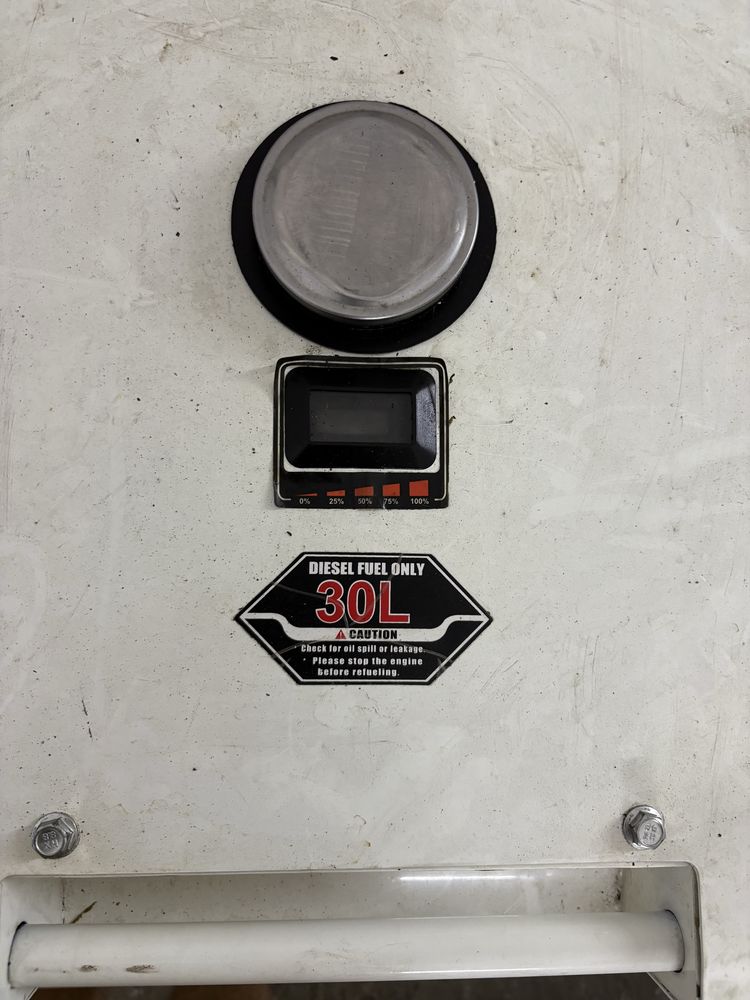 0% 25% 50% 75% 100%
DIESEL FUEL ONLY
30L
CAUTION
Check for oil spill or leakage.
Please stop the engine
before refueling.